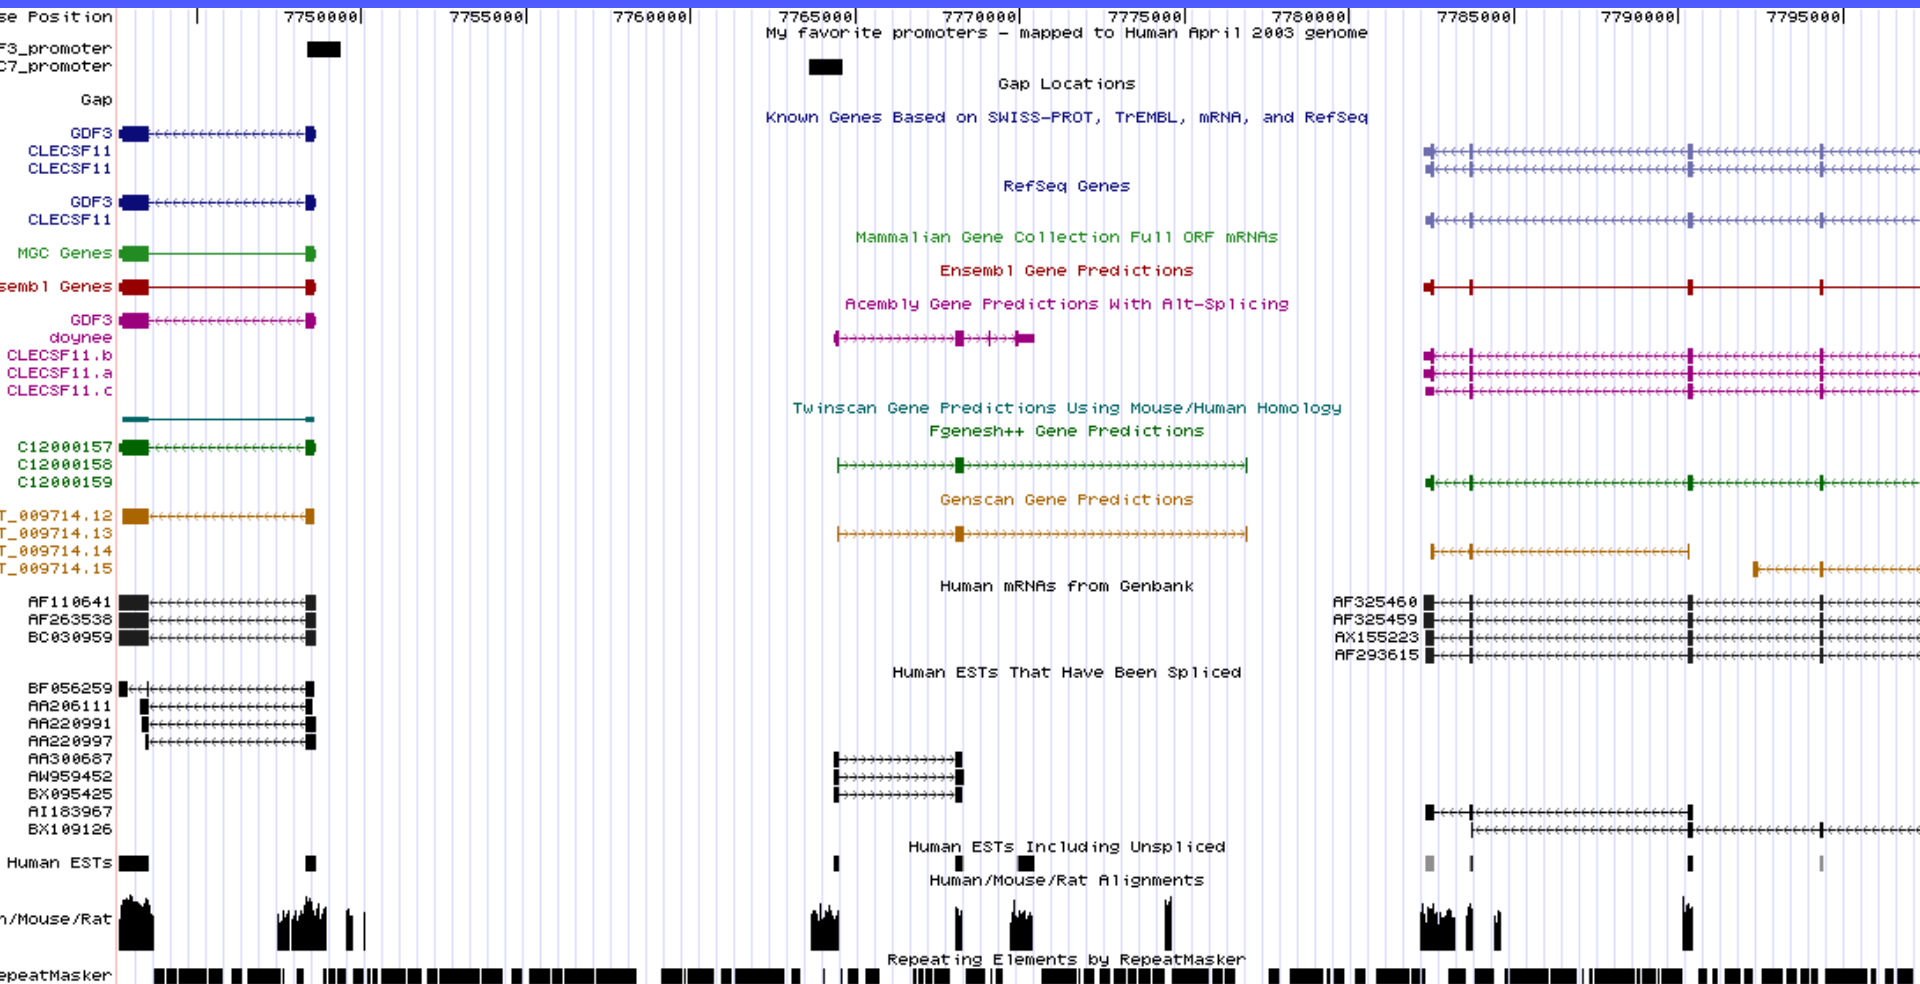 se Position 7750000 7755000 7760000 7765000 7770000 7775000 7780000 7785000 7790000 7795000
My favorite promoters - mapped to Human April 2003 genome
F3_promoter
C7_promoter
Gap Locations
Gap
Known Genes Based on SWISS-PROT, TrEMBL, mRNA, and RefSeq
GDF3
CLECSF11
CLECSF11
RefSeq Genes
GDF3
CLECSF11
Mammalian Gene Collection Full ORF mRNAs
MGC Genes
Ensembl Gene Predictions
sembl Genes
Acembly Gene Predictions With Alt-Splicing
GDF3
doynee
CLECSF11.b
CLECSF11.a
CLECSF11.c
Twinscan Gene Predictions Using Mouse/Human Homology
Fgenesh++ Gene Predictions
C12000157
C12000158
C12000159
Genscan Gene Predictions
T_009714.12
T_009714.13
T_009714.14
T_009714.15
Human mRNAs from Genbank
AF110641 AF325460
AF263538 AF325459
BC030959 AX155223
AF293615
Human ESTs That Have Been Spliced
BF056259
AA206111
AA220991
AA220997
AA300687
AW959452
BX095425
AI183967
BX109126
Human ESTs Including Unspliced
Human ESTs
Human/Mouse/Rat Alignments
n/Mouse/Rat
Repeating Elements by RepeatMasker
epeatMasker